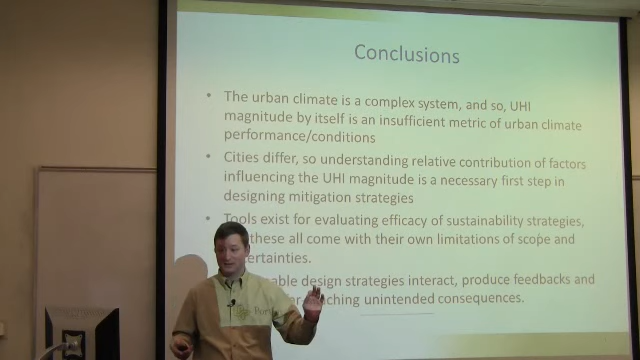 Conclusions
• The urban climate is a complex system, and so, UHI
magnitude by itself is an insufficient metric of urban climate
performance/conditions
• Cities differ, so understanding relative contribution of factors
influencing the UHI magnitude is a necessary first step in
designing mitigation strategies
• Tools exist for evaluating efficacy of sustainability strategies,
these all come with their own limitations of scope and
ertainties.
able design strategies interact, produce feedbacks and
ching unintended consequences.